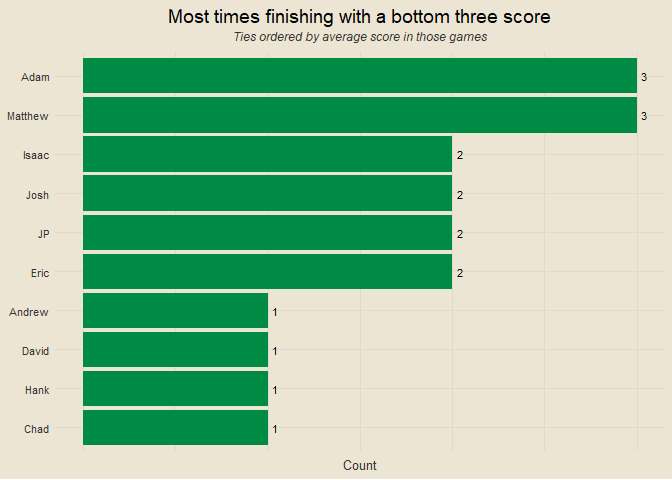 Most times finishing with a bottom three score
Ties ordered by average score in those games
Adam 3
Matthew 3
Isaac 2
Josh 2
JP 2
Eric 2
Andrew 1
David 1
Hank 1
Chad 1
Count